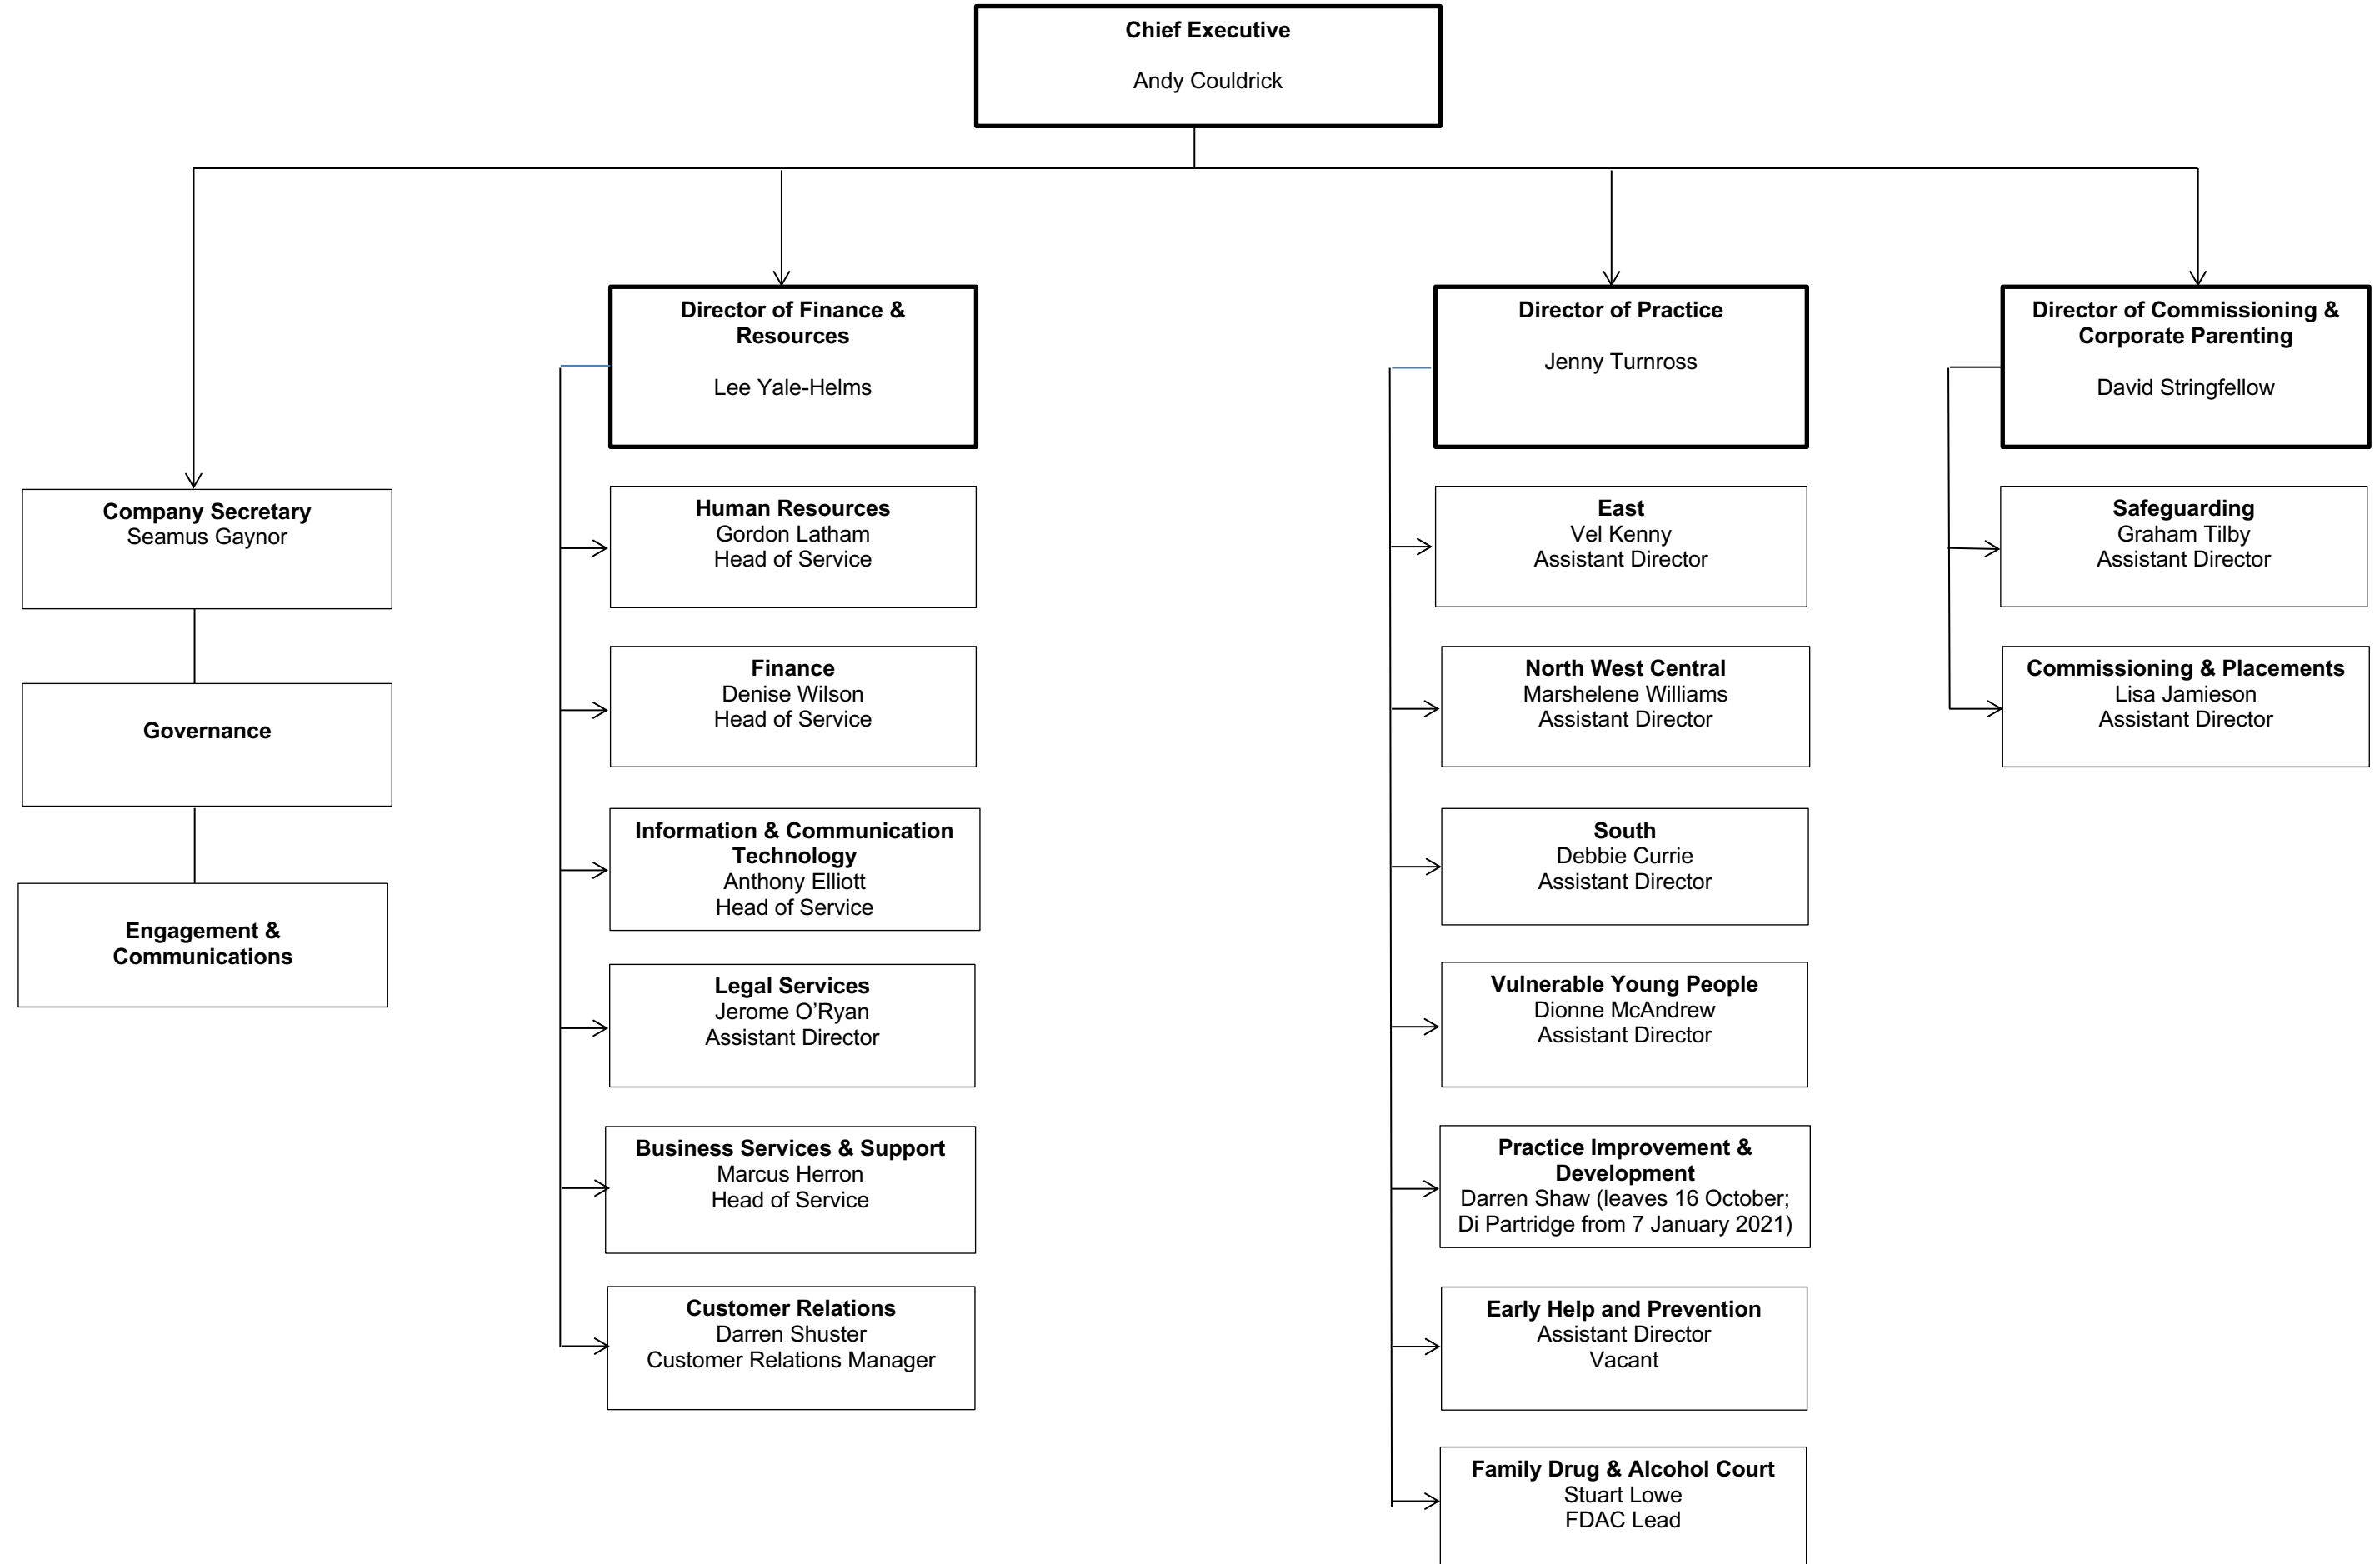 Chief Executive
Andy Couldrick
Company Secretary
Seamus Gaynor
Governance
Engagement &
Communications
Director of Finance &
Resources
Lee Yale-Helms
Human Resources
Gordon Latham
Head of Service
Finance
Denise Wilson
Head of Service
Information & Communication
Technology
Anthony Elliott
Head of Service
Legal Services
Jerome O’Ryan
Assistant Director
Business Services & Support
Marcus Herron
Head of Service
Customer Relations
Darren Shuster
Customer Relations Manager
Director of Practice
Jenny Turnross
East
Vel Kenny
Assistant Director
North West Central
Marshelene Williams
Assistant Director
South
Debbie Currie
Assistant Director
Vulnerable Young People
Dionne McAndrew
Assistant Director
Practice Improvement &
Development
Darren Shaw (leaves 16 October;
Di Partridge from 7 January 2021)
Early Help and Prevention
Assistant Director
Vacant
Family Drug & Alcohol Court
Stuart Lowe
FDAC Lead
Director of Commissioning &
Corporate Parenting
David Stringfellow
Safeguarding
Graham Tilby
Assistant Director
Commissioning & Placements
Lisa Jamieson
Assistant Director